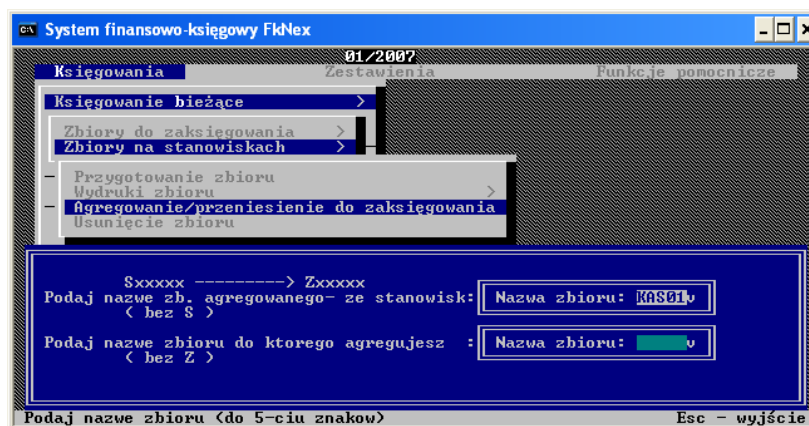 System finansowo-księgowy FkNex
01/2007
Księgowania Zestawienia Funkcje pomocnicze
Księgowanie bieżące >
Zbiory do zaksięgowania >
Zbiory na stanowiskach >
Przygotowanie zbioru
Wydruki zbioru >
Agregowanie/przeniesienie do zaksięgowania
Usunięcie zbioru
Sxxxxx ---------> Zxxxxx
Podaj nazwe zb. agregowanego- ze stanowisk: Nazwa zbioru: KAS01v
( bez S )
Podaj nazwe zbioru do ktorego agregujesz : Nazwa zbioru: v
( bez Z )
Podaj nazwe zbioru (do 5-ciu znakow) Esc - wyjście